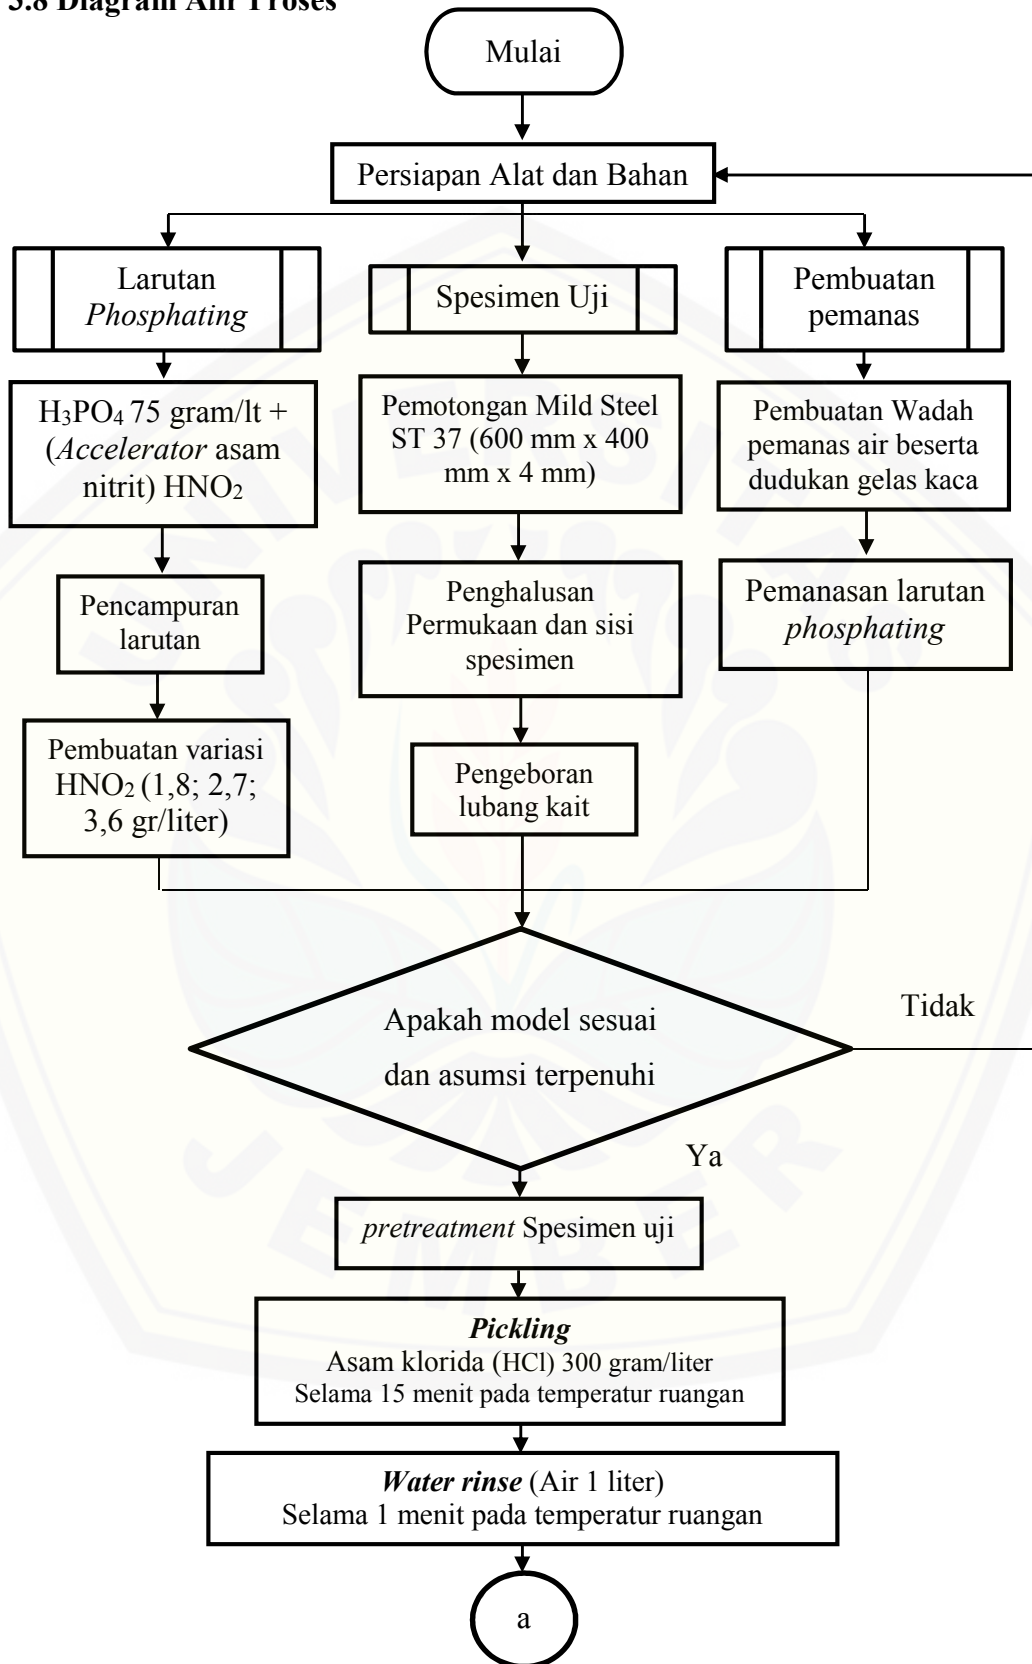 3.8 Diagram Alir Proses
Mulai
Persiapan Alat dan Bahan
Larutan
Phosphating
Spesimen Uji
Pembuatan
pemanas
H₃PO₄ 75 gram/lt +
(Accelerator asam
nitrit) HNO₂
Pemotongan Mild Steel
ST 37 (600 mm x 400
mm x 4 mm)
Pembuatan Wadah
pemanas air beserta
dudukan gelas kaca
Pencampuran
larutan
Penghalusan
Permukaan dan sisi
spesimen
Pemanasan larutan
phosphating
Pembuatan variasi
HNO₂ (1,8; 2,7;
3,6 gr/liter)
Pengeboran
lubang kait
Apakah model sesuai
dan asumsi terpenuhi
Tidak
Ya
pretreatment Spesimen uji
Pickling
Asam klorida (HCl) 300 gram/liter
Selama 15 menit pada temperatur ruangan
Water rinse (Air 1 liter)
Selama 1 menit pada temperatur ruangan
a
UNIVERSITAS
JEMBER